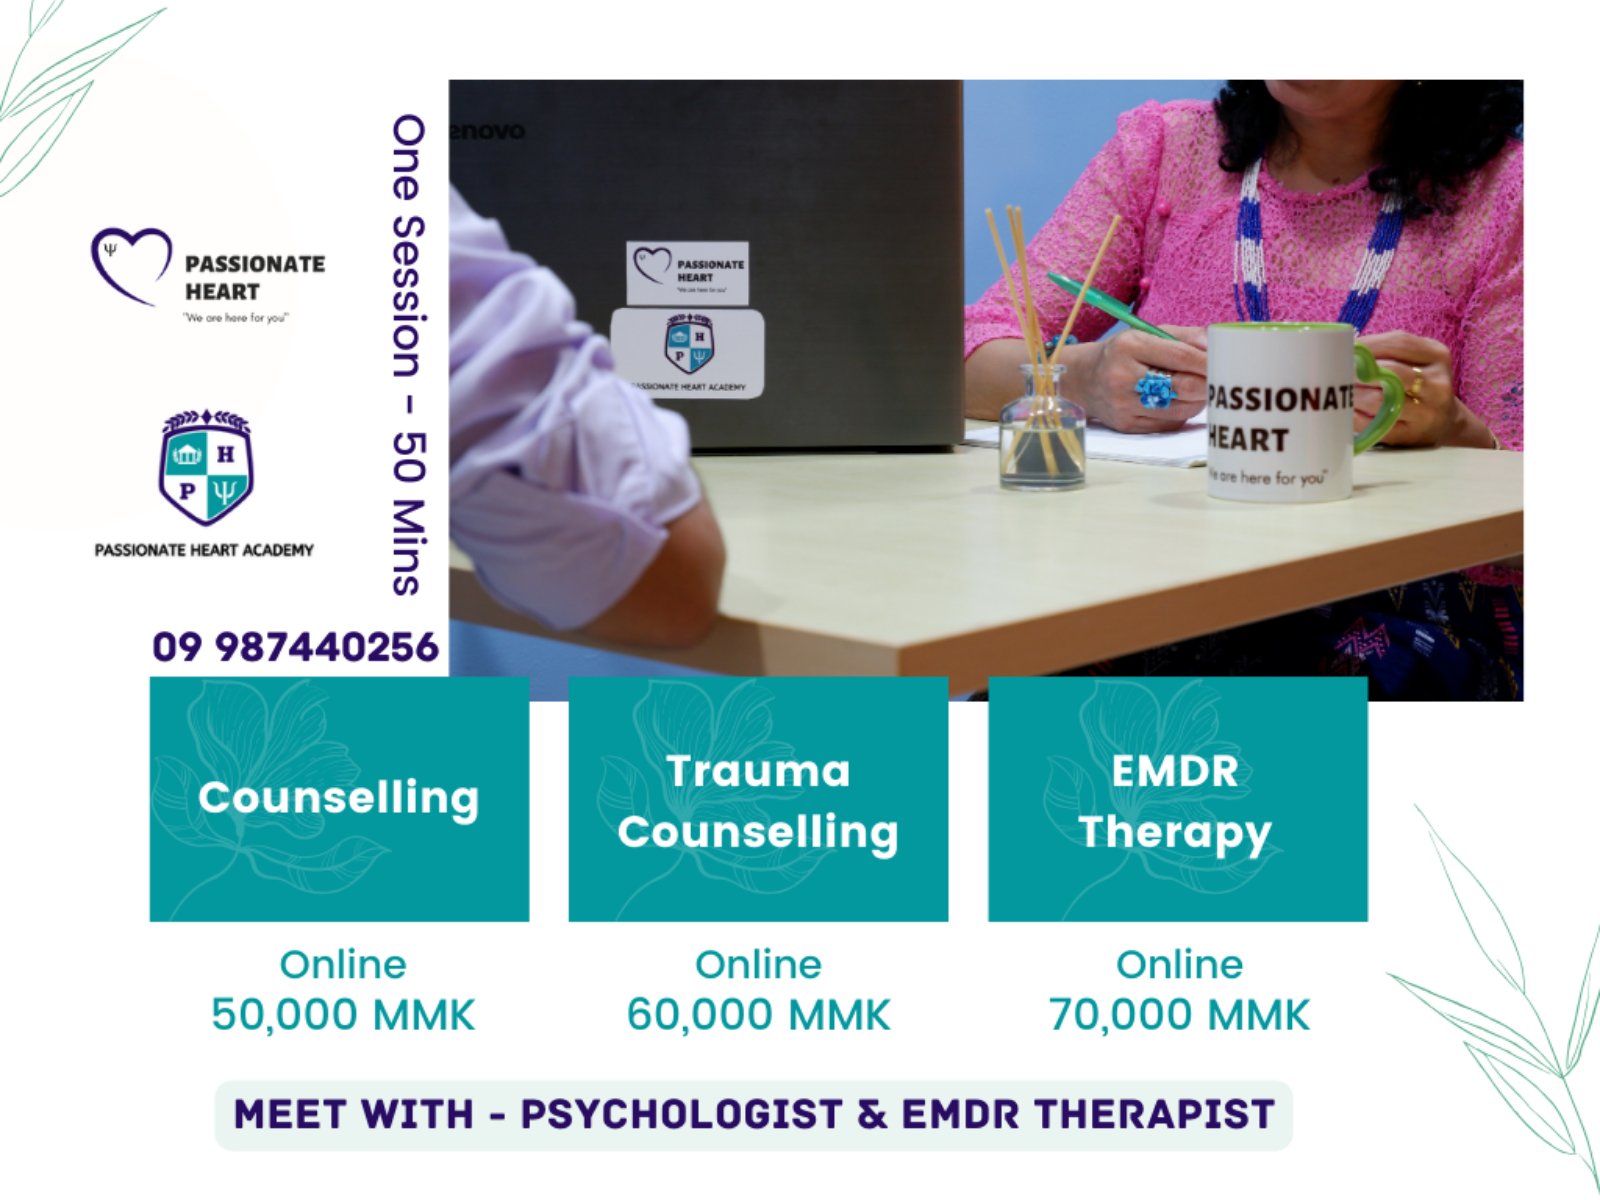 PASSIONATE
HEART
"We are here for you"
H
P Ψ
PASSIONATE HEART ACADEMY
One Session - 50 Mins
09 987440256
enovo
PASSIONATE
HEART
"We are here for you"
H
P Ψ
PASSIONATE HEART ACADEMY
PASSIONATE
HEART
are here for you"
Counselling
Online
50,000 MMK
Trauma
Counselling
Online
60,000 MMK
EMDR
Therapy
Online
70,000 MMK
MEET WITH - PSYCHOLOGIST & EMDR THERAPIST